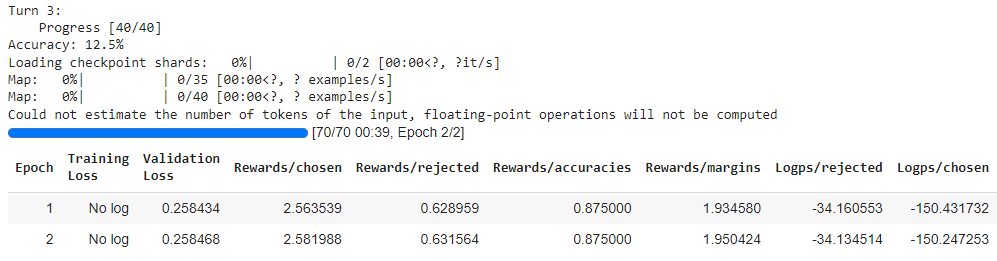 Turn 3:
Progress [40/40]
Accuracy: 12.5%
Loading checkpoint shards:   0%|          | 0/2 [00:00<?, ?it/s]
Map:   0%|          | 0/35 [00:00<?, ? examples/s]
Map:   0%|          | 0/40 [00:00<?, ? examples/s]
Could not estimate the number of tokens of the input, floating-point operations will not be computed
[70/70 00:39, Epoch 2/2]
Epoch Training Loss Validation Loss Rewards/chosen Rewards/rejected Rewards/accuracies Rewards/margins Logps/rejected Logps/chosen
1 No log 0.258434 2.563539 0.628959 0.875000 1.934580 -34.160553 -150.431732
2 No log 0.258468 2.581988 0.631564 0.875000 1.950424 -34.134514 -150.247253